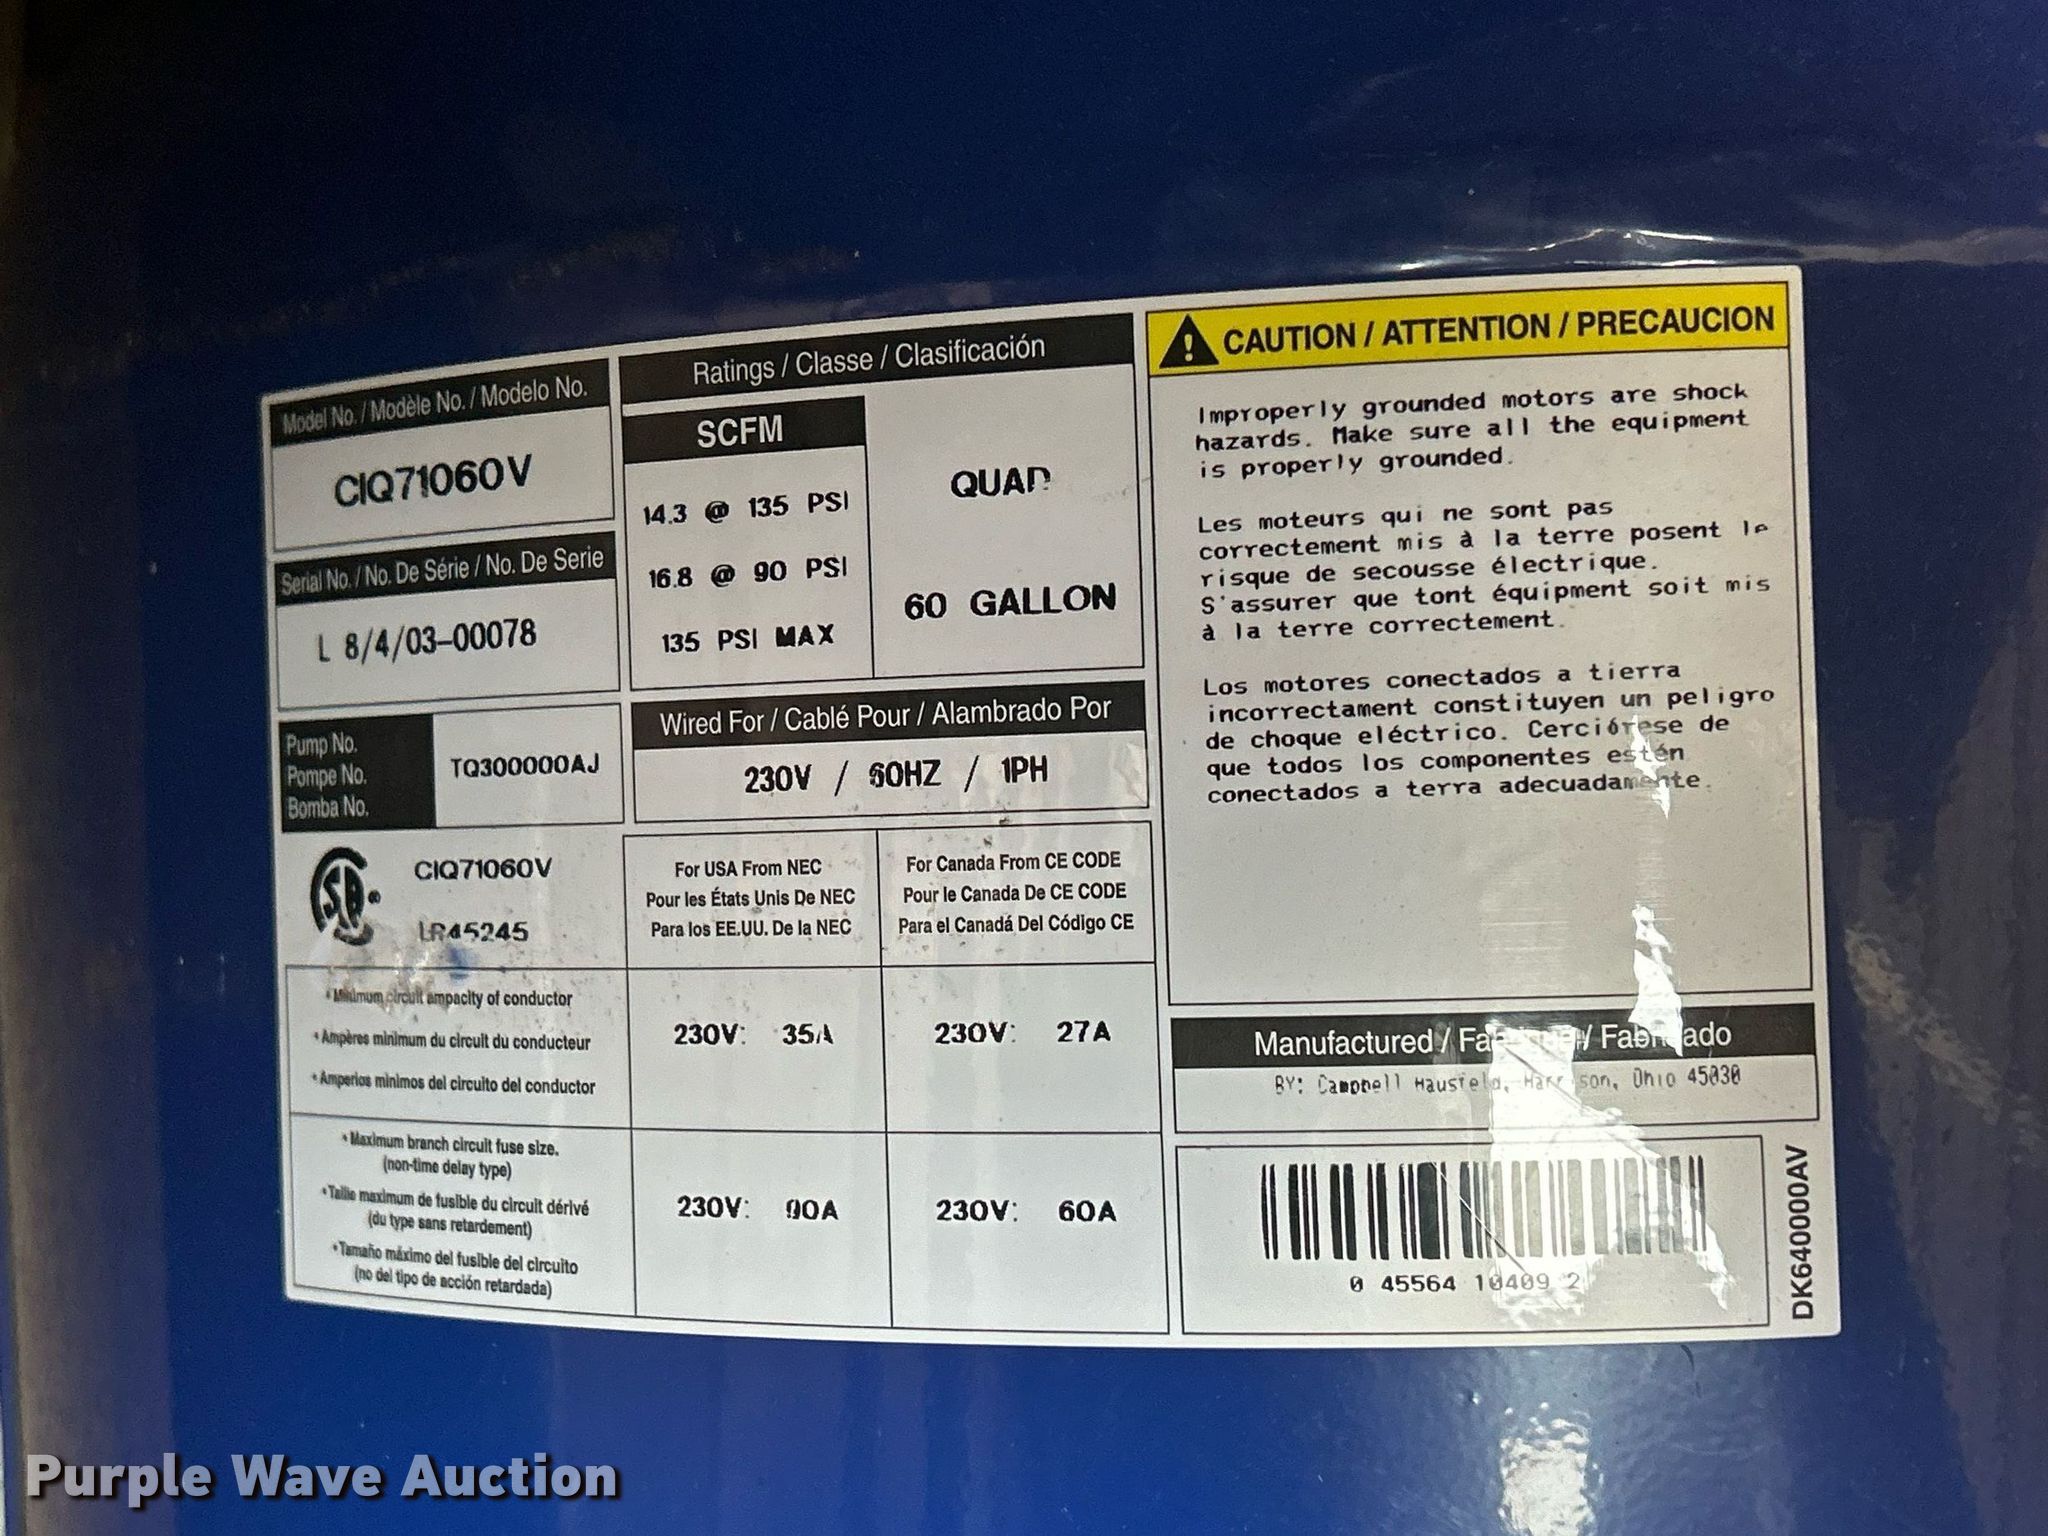 Model No. / Modèle No. / Modelo No.
CIQ71060V
Serial No. / No. De Série / No. De Serie
L 8/4/03-00078
Pump No.
Pompe No.
Bomba No.
TQ300000AJ
CIQ71060V
LR45245
Ratings / Classe / Clasificación
SCFM
14.3 @ 135 PSI
16.8 @ 90 PSI
135 PSI MAX
QUAD
60 GALLON
Wired For / Cablé Pour / Alambrado Por
230V / 60HZ / 1PH
For USA From NEC
Pour les États Unis De NEC
Para los EE.UU. De la NEC
For Canada From CE CODE
Pour le Canada De CE CODE
Para el Canadá Del Código CE
* Minimum circuit ampacity of conductor
* Ampères minimum du circuit du conducteur
* Amperios minimos del circuito del conductor
230V: 35A
230V: 27A
* Maximum branch circuit fuse size.
(non-time delay type)
* Taille maximum de fusible du circuit dérivé
(du type sans retardement)
* Tamaño máximo del fusible del circuito
(no del tipo de acción retardada)
230V:
230V: 60A
CAUTION / ATTENTION / PRECAUCION
Improperly grounded motors are shock
hazards. Make sure all the equipment
is properly grounded.
Les moteurs qui ne sont pas
correctement mis à la terre posent le
risque de secousse électrique.
S'assurer que tont équipment soit mis
à la terre correctement.
Los motores conectados a tierra
incorrectament constituyen un peligro
de choque eléctrico. Cerciórese de
que todos los componentes estén
conectados a terra adecuadamente.
Manufactured / Fabriqué / Fabricado
BY: Campbell Hausfeld, Harrison, Ohio 45030
0 45564 10409 2
DK640000AV
Purple Wave Auction